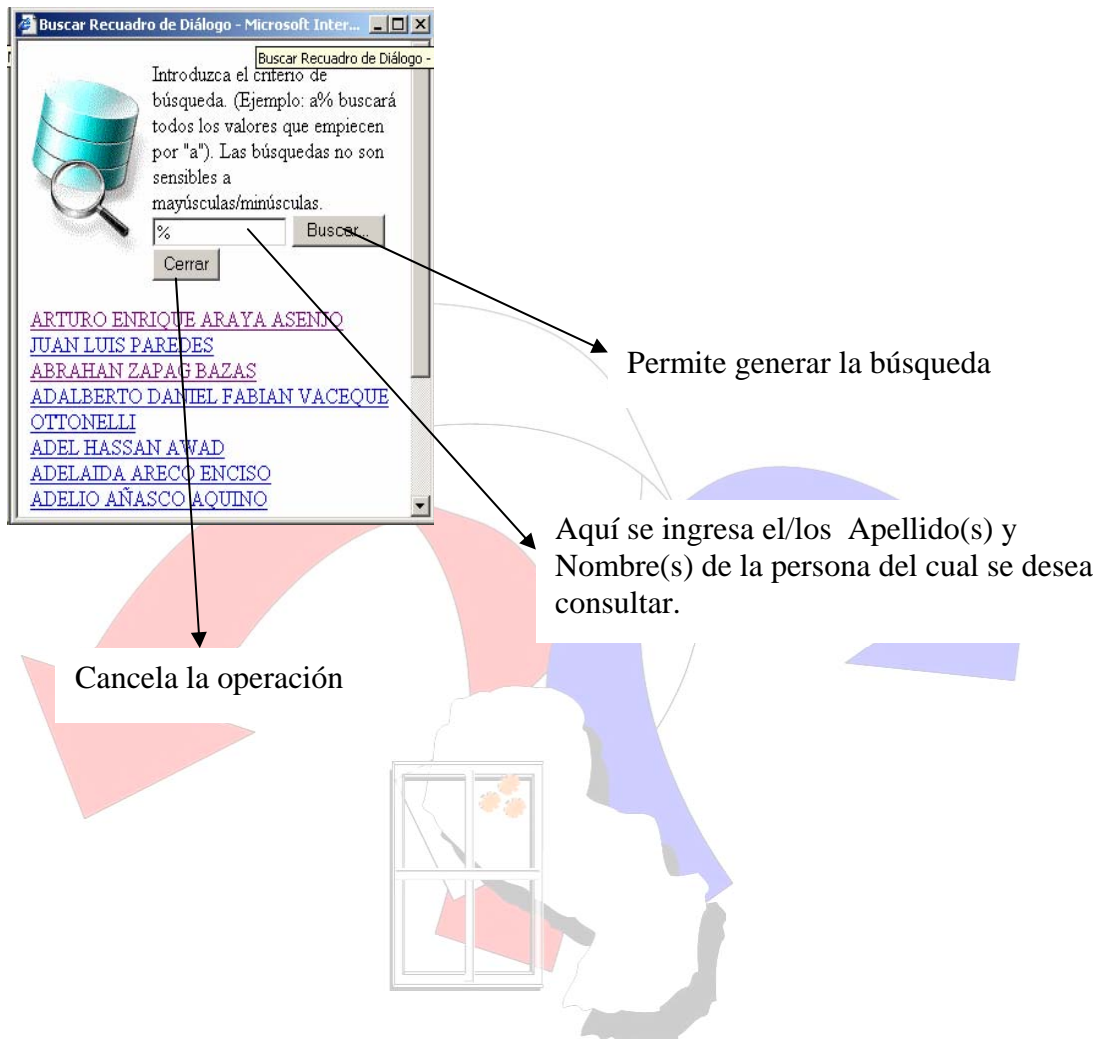 Buscar Recuadro de Diálogo - Microsoft Inter...
Buscar Recuadro de Diálogo -
Introduzca el criterio de
búsqueda. (Ejemplo: a% buscará
todos los valores que empiecen
por "a"). Las búsquedas no son
sensibles a
mayúsculas/minúsculas.
%
Buscar...
Cerrar
ARTURO ENRIQUE ARAYA ASENJO
JUAN LUIS PAREDES
ABRAHAN ZAPAG BAZAS
ADALBERTO DANIEL FABIAN VACEQUE
OTTONELLI
ADEL HASSAN AWAD
ADELAIDA ARECO ENCISO
ADELIO AÑASCO AQUINO
Permite generar la búsqueda
Aquí se ingresa el/los Apellido(s) y
Nombre(s) de la persona del cual se desea
consultar.
Cancela la operación